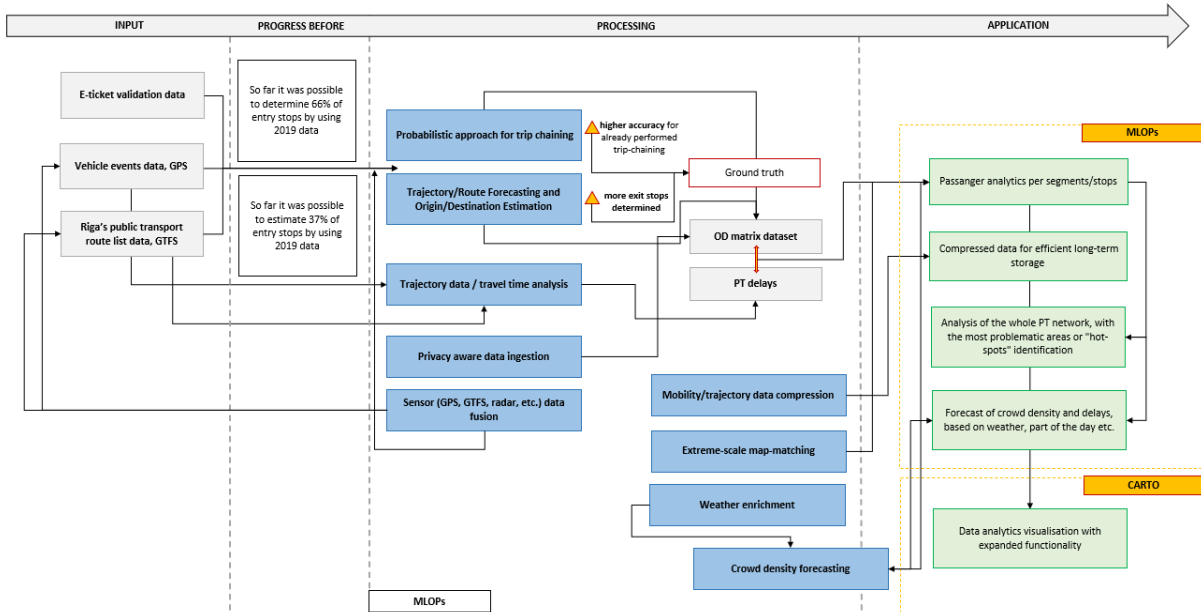 INPUT
PROGRESS BEFORE
PROCESSING
APPLICATION
E-ticket validation data
Vehicle events data, GPS
Riga's public transport
route list data, GTFS
So far it was possible
to determine 66% of
entry stops by using
2019 data
So far it was possible
to estimate 37% of
entry stops by using
2019 data
Probabilistic approach for trip chaining
higher accuracy for
already performed
trip-chaining
Trajectory/Route Forecasting and
Origin/Destination Estimation
more exit stops
determined
Ground truth
OD matrix dataset
PT delays
Trajectory data / travel time analysis
Privacy aware data ingestion
Sensor (GPS, GTFS, radar, etc.) data
fusion
Mobility/trajectory data compression
Extreme-scale map-matching
Weather enrichment
Crowd density forecasting
MLOPs
MLOPs
Passanger analytics per segments/stops
Compressed data for efficient long-term
storage
Analysis of the whole PT network, with
the most problematic areas or "hot-
spots" identification
Forecast of crowd density and delays,
based on weather, part of the day etc.
CARTO
Data analytics visualisation with
expanded functionality